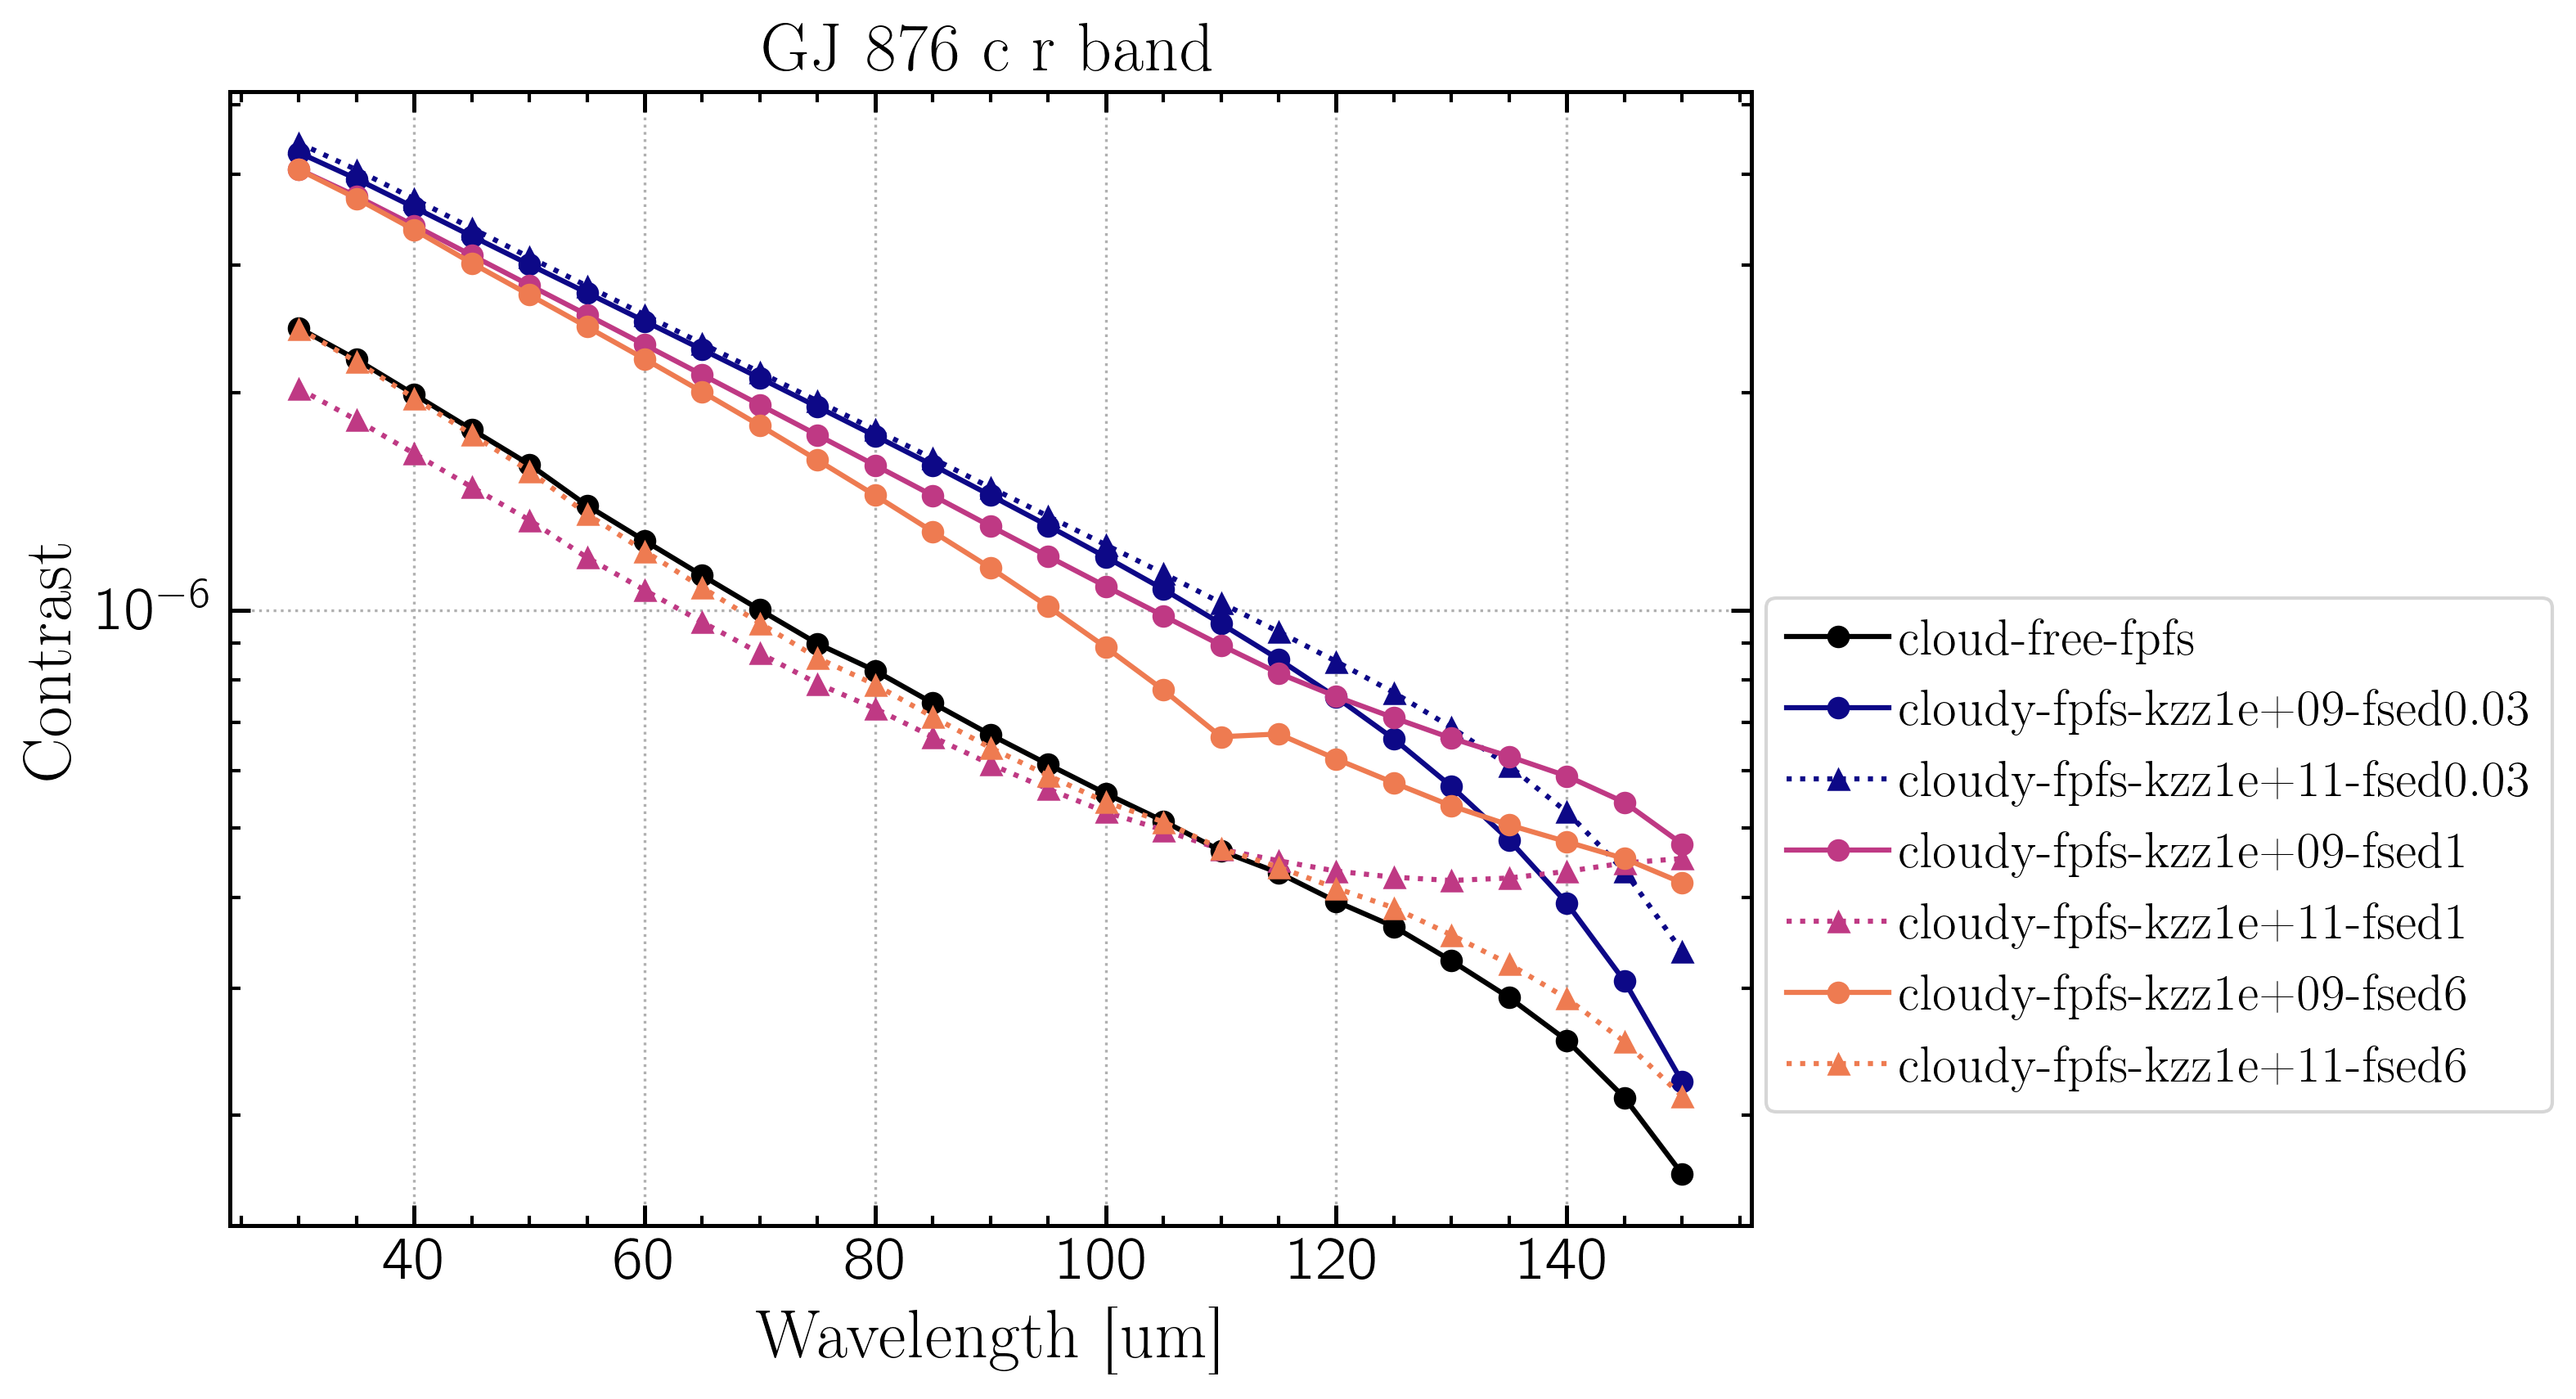 GJ 876 c r band
Contrast
10⁻⁶
40 60 80 100 120 140
Wavelength [um]
cloud-free-fpfs
cloudy-fpfs-kzz1e+09-fsed0.03
cloudy-fpfs-kzz1e+11-fsed0.03
cloudy-fpfs-kzz1e+09-fsed1
cloudy-fpfs-kzz1e+11-fsed1
cloudy-fpfs-kzz1e+09-fsed6
cloudy-fpfs-kzz1e+11-fsed6